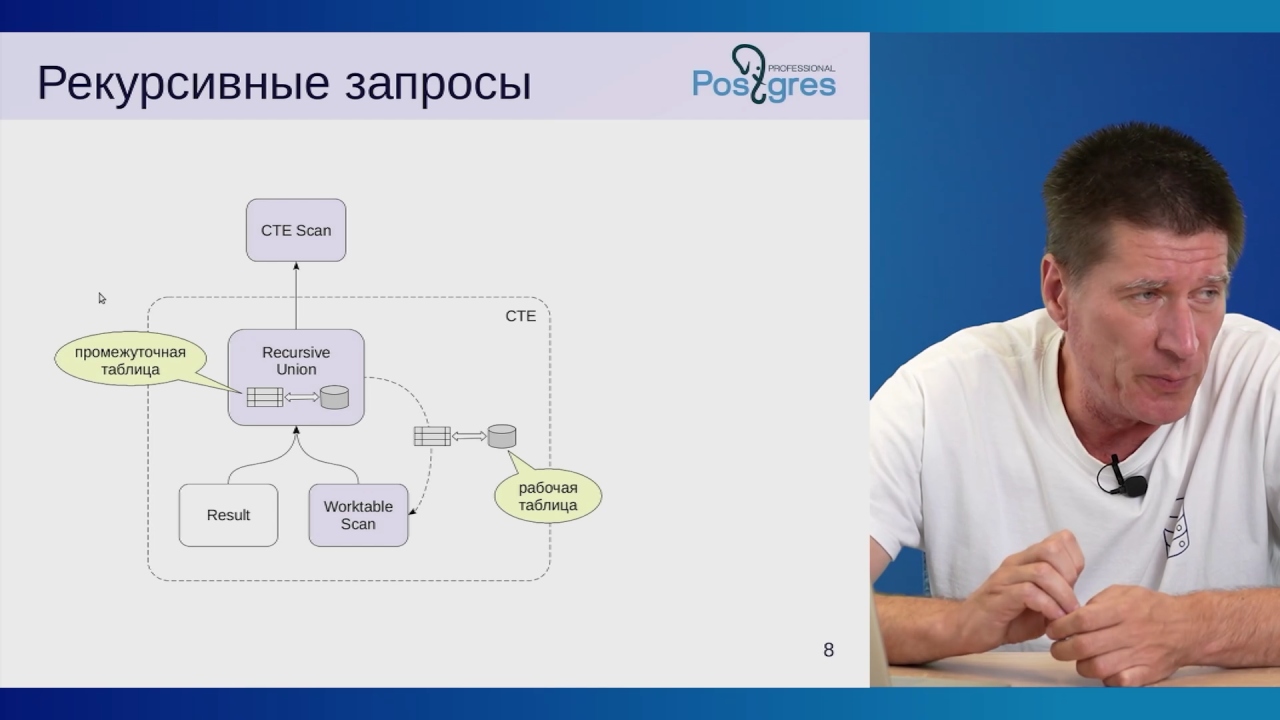 Рекурсивные запросы
PROFESSIONAL
Postgres
CTE Scan
CTE
промежуточная
таблица
Recursive
Union
рабочая
таблица
Result
Worktable
Scan
8